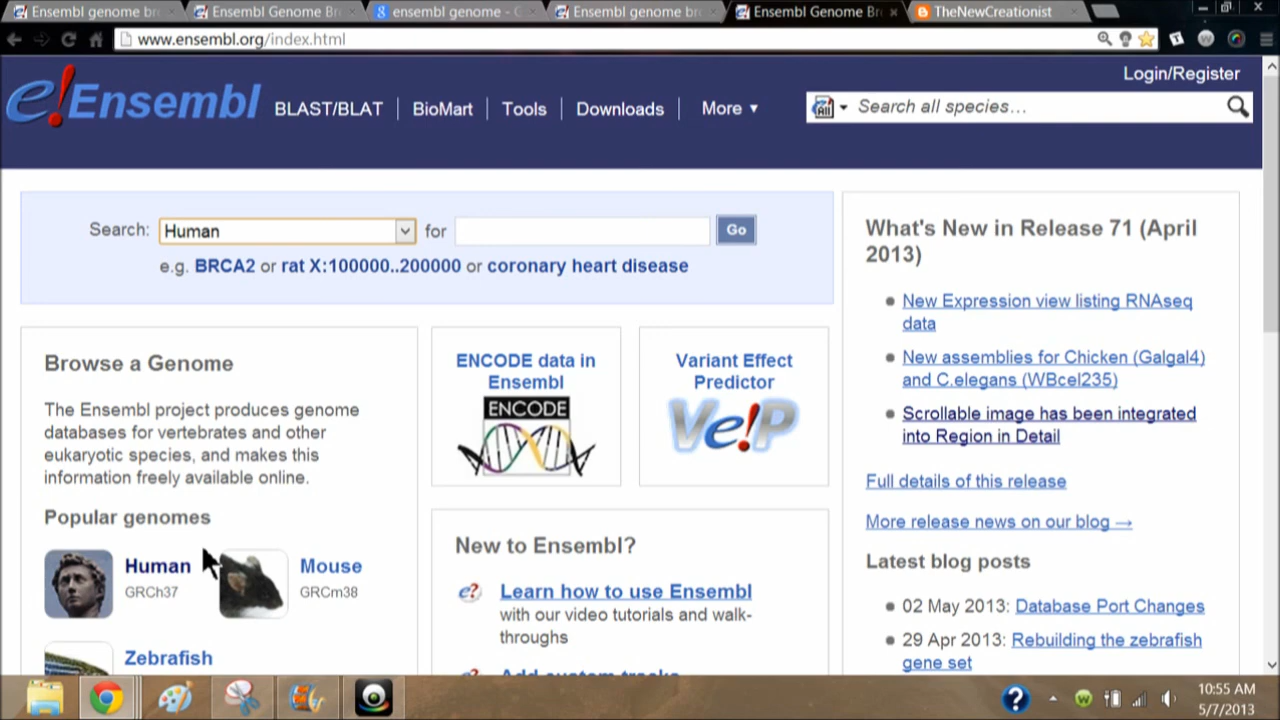 Ensembl genome bro
Ensembl Genome Br
ensembl genome - G
Ensembl genome bro
Ensembl Genome Br
TheNewCreationist
www.ensembl.org/index.html
Login/Register
e!Ensembl
BLAST/BLAT
BioMart
Tools
Downloads
More ▼
All
Search all species…
Search:
Human
for
Go
e.g. BRCA2 or rat X:100000..200000 or coronary heart disease
Browse a Genome
The Ensembl project produces genome
databases for vertebrates and other
eukaryotic species, and makes this
information freely available online.
Popular genomes
Human
GRCh37
Mouse
GRCm38
Zebrafish
ENCODE data in
Ensembl
ENCODE
Variant Effect
Predictor
Ve!P
New to Ensembl?
e?
Learn how to use Ensembl
with our video tutorials and walk-
throughs
Add custom tracks
What's New in Release 71 (April
2013)
New Expression view listing RNAseq
data
New assemblies for Chicken (Galgal4)
and C.elegans (WBcel235)
Scrollable image has been integrated
into Region in Detail
Full details of this release
More release news on our blog →
Latest blog posts
02 May 2013: Database Port Changes
29 Apr 2013: Rebuilding the zebrafish
gene set
10:55 AM
5/7/2013